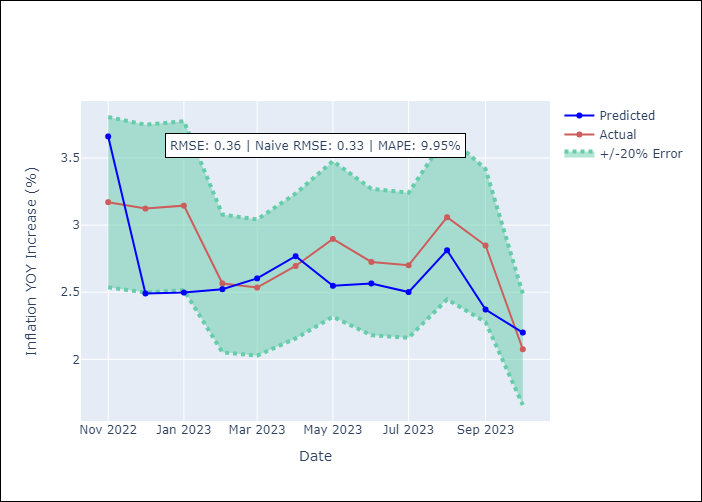 RMSE: 0.36 | Naive RMSE: 0.33 | MAPE: 9.95%
Predicted
Actual
+/-20% Error
Inflation YOY Increase (%)
3.5
3
2.5
2
Nov 2022
Jan 2023
Mar 2023
May 2023
Jul 2023
Sep 2023
Date